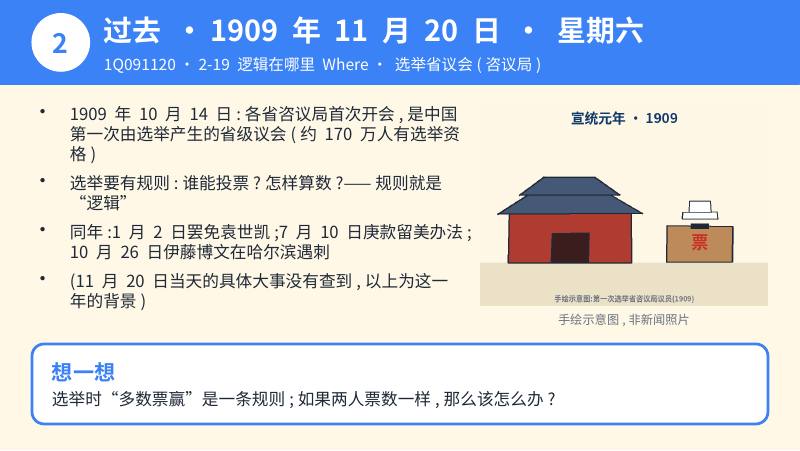 2
过去 • 1909 年 11 月 20 日 • 星期六
1Q091120 • 2-19 逻辑在哪里 Where • 选举省议会 ( 咨议局 )
• 1909 年 10 月 14 日 : 各省咨议局首次开会 , 是中国
第一次由选举产生的省级议会 ( 约 170 万人有选举资
格 )
• 选举要有规则 : 谁能投票 ? 怎样算数 ?—— 规则就是
“逻辑”
• 同年 :1 月 2 日罢免袁世凯 ;7 月 10 日庚款留美办法 ;
10 月 26 日伊藤博文在哈尔滨遇刺
• (11 月 20 日当天的具体大事没有查到 , 以上为这一
年的背景 )
宣统元年 • 1909
票
手绘示意图:第一次选举省咨议局议员(1909)
手绘示意图 , 非新闻照片
想一想
选举时“多数票赢”是一条规则 ; 如果两人票数一样 , 那么该怎么办 ?